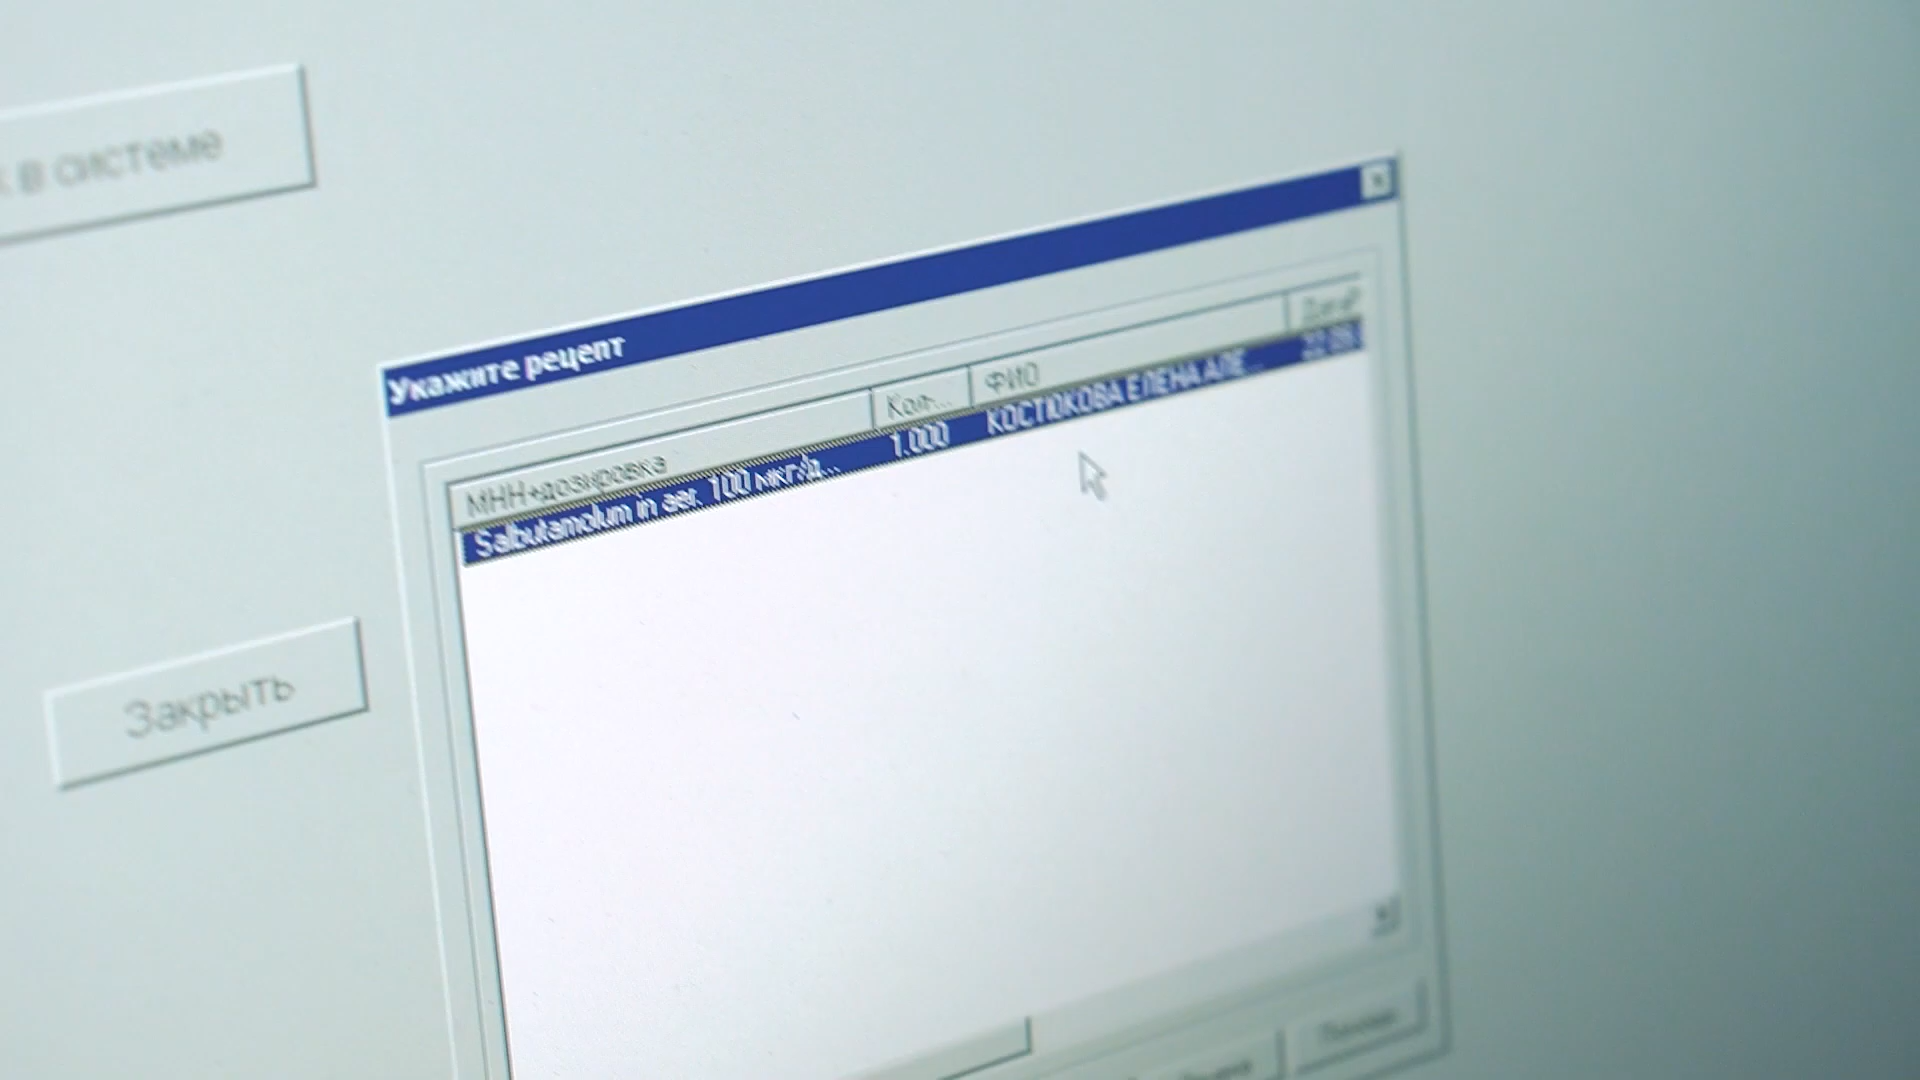 в системе
Укажите рецепт
МНН+дозировка Кол-... ФИО
Salbutamolum in aer. 100 мкг/д... 1.000 КОСТЮКОВА ЕЛЕНА АЛЕ...
Закрыть